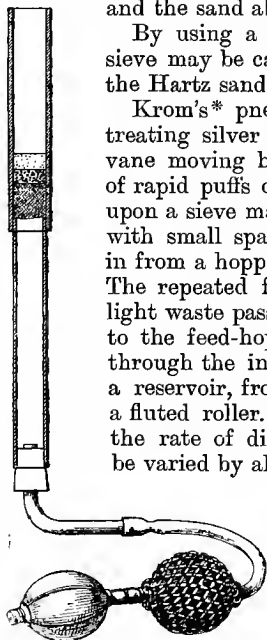 and the sand al
By using a
sieve may be ca
the Hartz sand
Krom's* pne
treating silver
vane moving b
of rapid puffs o
upon a sieve ma
with small spa
in from a hopp
The repeated f
light waste pas
to the feed-hop
through the in
a reservoir, fro
a fluted roller.
the rate of di
be varied by al